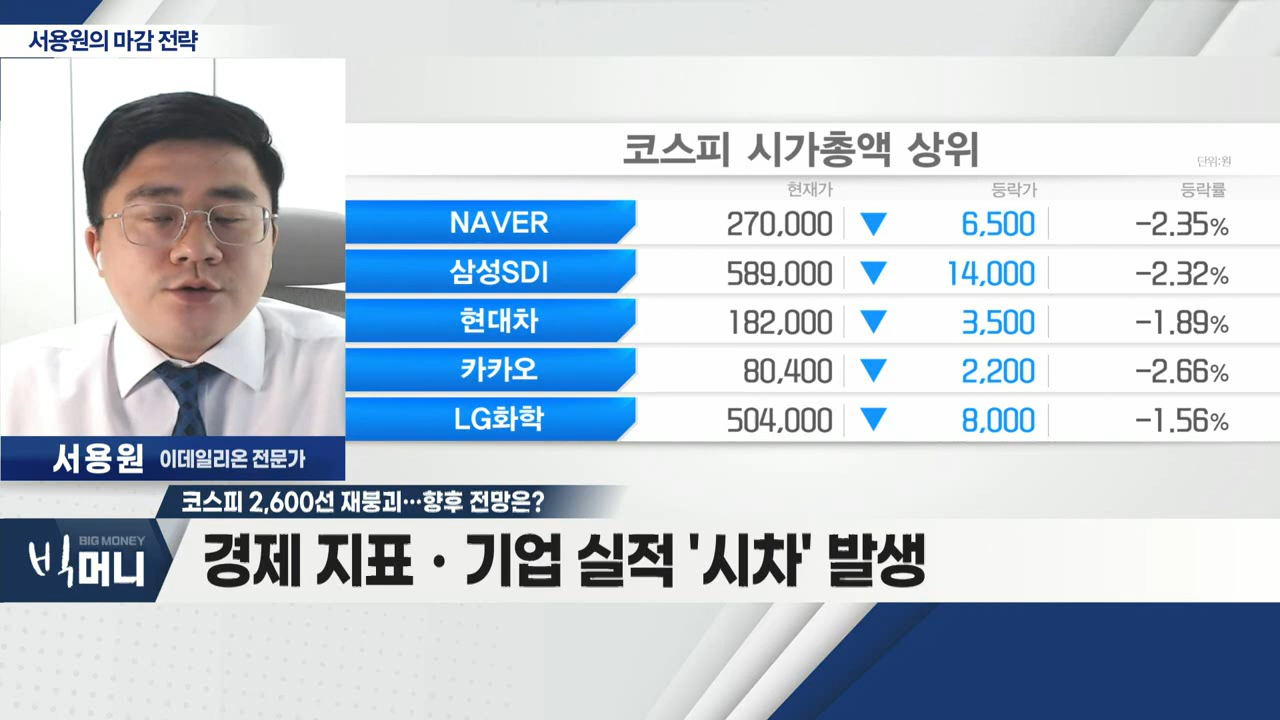 서용원의 마감 전략
코스피 시가총액 상위
단위:원
현재가 등락가 등락률
NAVER 270,000 ▼ 6,500 -2.35%
삼성SDI 589,000 ▼ 14,000 -2.32%
현대차 182,000 ▼ 3,500 -1.89%
카카오 80,400 ▼ 2,200 -2.66%
LG화학 504,000 ▼ 8,000 -1.56%
서용원 이데일리온 전문가
코스피 2,600선 재붕괴…향후 전망은?
BIG MONEY
빅머니
경제 지표·기업 실적 '시차' 발생